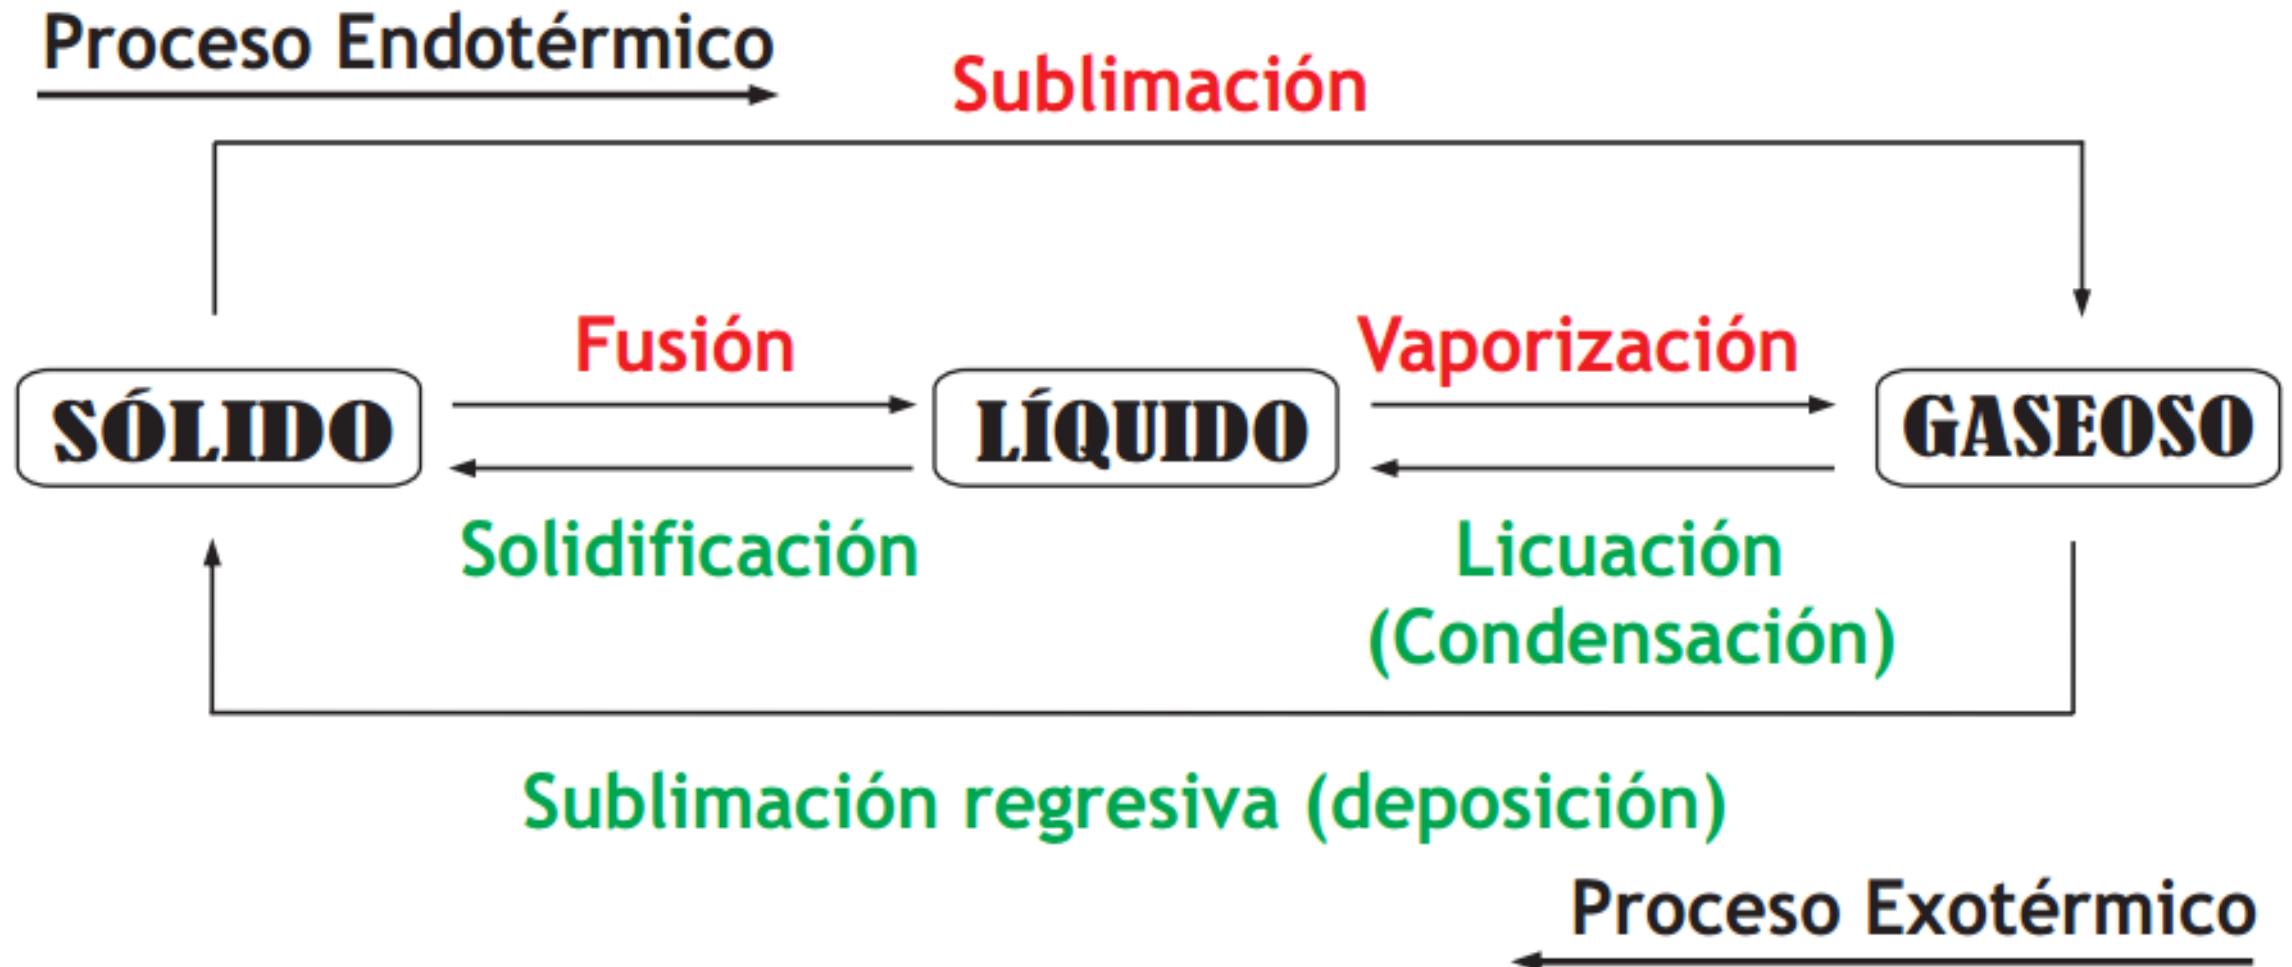 Proceso Endotérmico
Sublimación
Fusión
Vaporización
SÓLIDO
LÍQUIDO
GASEOSO
Solidificación
Licuación
(Condensación)
Sublimación regresiva (deposición)
Proceso Exotérmico